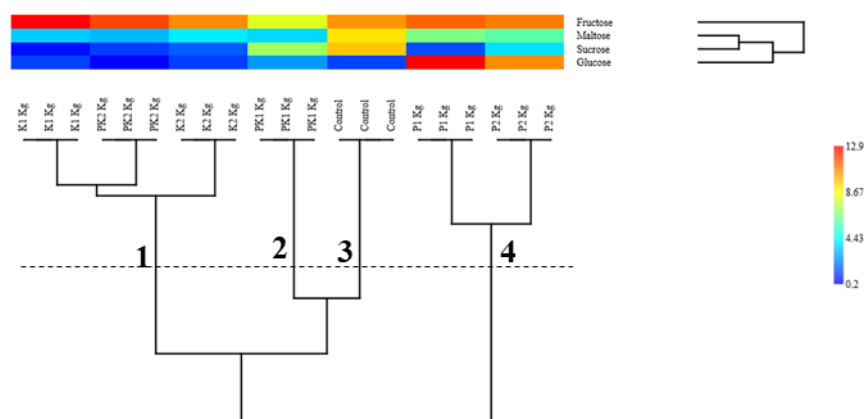 Fructose
Maltose
Sucrose
Glucose
K1 Kg
K1 Kg
K1 Kg
PK2 Kg
PK2 Kg
PK2 Kg
K2 Kg
K2 Kg
K2 Kg
PK1 Kg
PK1 Kg
PK1 Kg
Control
Control
Control
P1 Kg
P1 Kg
P1 Kg
P2 Kg
P2 Kg
P2 Kg
12.9
8.67
4.43
0.2
1
2
3
4